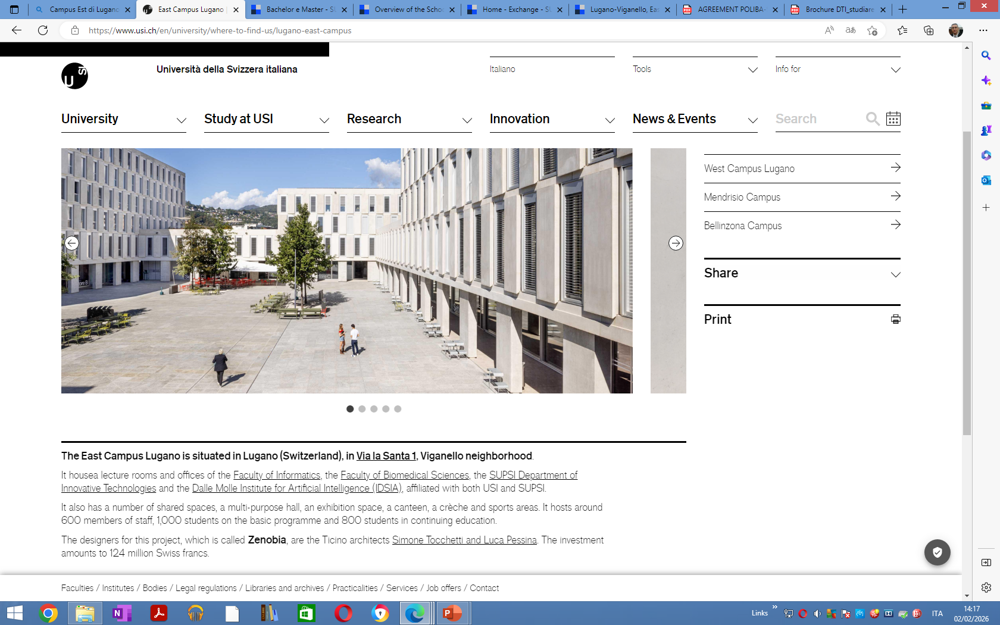 Campus Est di Lugano
East Campus Lugano |
Bachelor e Master - SU
Overview of the Schoo
Home - Exchange - SU
Lugano-Viganello, Eas
AGREEMENT POLIBA-
Brochure DTI_studiare
https://www.usi.ch/en/university/where-to-find-us/lugano-east-campus
U SI
Università della Svizzera italiana
Italiano
Tools
Info for
University
Study at USI
Research
Innovation
News & Events
Search
West Campus Lugano
Mendrisio Campus
Bellinzona Campus
Share
Print
The East Campus Lugano is situated in Lugano (Switzerland), in Via la Santa 1, Viganello neighborhood.
It housea lecture rooms and offices of the Faculty of Informatics, the Faculty of Biomedical Sciences, the SUPSI Department of
Innovative Technologies and the Dalle Molle Institute for Artificial Intelligence (IDSIA), affiliated with both USI and SUPSI.
It also has a number of shared spaces, a multi-purpose hall, an exhibition space, a canteen, a crèche and sports areas. It hosts around
600 members of staff, 1,000 students on the basic programme and 800 students in continuing education.
The designers for this project, which is called Zenobia, are the Ticino architects Simone Tocchetti and Luca Pessina. The investment
amounts to 124 million Swiss francs.
Faculties / Institutes / Bodies / Legal regulations / Libraries and archives / Practicalities / Services / Job offers / Contact
Links
ITA
14:17
02/02/2026